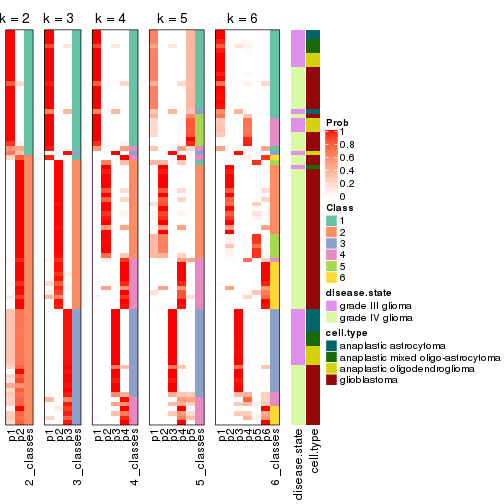 k = 2 k = 3 k = 4 k = 5 k = 6
Prob
1
0.8
0.6
0.4
0.2
0
Class
1
2
3
4
5
6
disease.state
grade III glioma
grade IV glioma
cell.type
anaplastic astrocytoma
anaplastic mixed oligo-astrocytoma
anaplastic oligodendroglioma
glioblastoma
p1
p2
2_classes
p1
p2
p3
3_classes
p1
p2
p3
p4
4_classes
p1
p2
p3
p4
p5
5_classes
p1
p2
p3
p4
p5
p6
6_classes
disease.state
cell.type